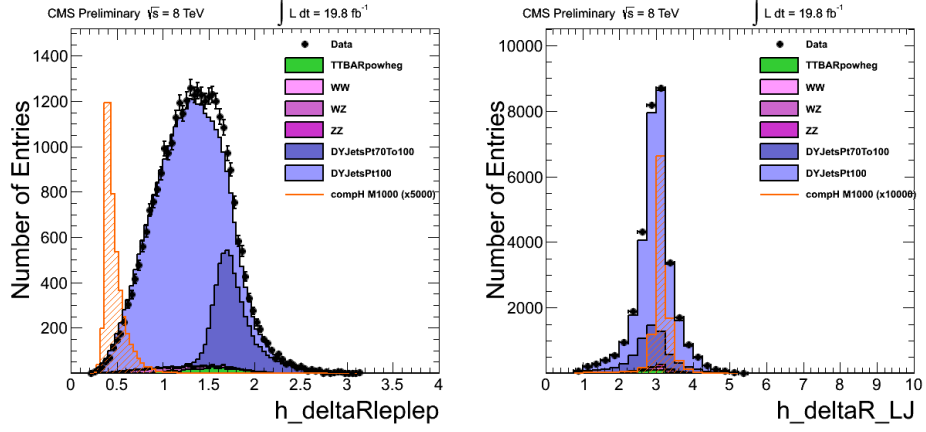 CMS Preliminary √s = 8 TeV ∫ L dt = 19.8 fb⁻¹
Number of Entries
1400
1200
1000
800
600
400
200
0 0.5 1 1.5 2 2.5 3 3.5 4
h_deltaRleplep
Data
TTBARpowheg
WW
WZ
ZZ
DYJetsPt70To100
DYJetsPt100
compH M1000 (x5000)
CMS Preliminary √s = 8 TeV ∫ L dt = 19.8 fb⁻¹
Number of Entries
10000
8000
6000
4000
2000
0 1 2 3 4 5 6 7 8 9 10
h_deltaR_LJ
Data
TTBARpowheg
WW
WZ
ZZ
DYJetsPt70To100
DYJetsPt100
compH M1000 (x10000)